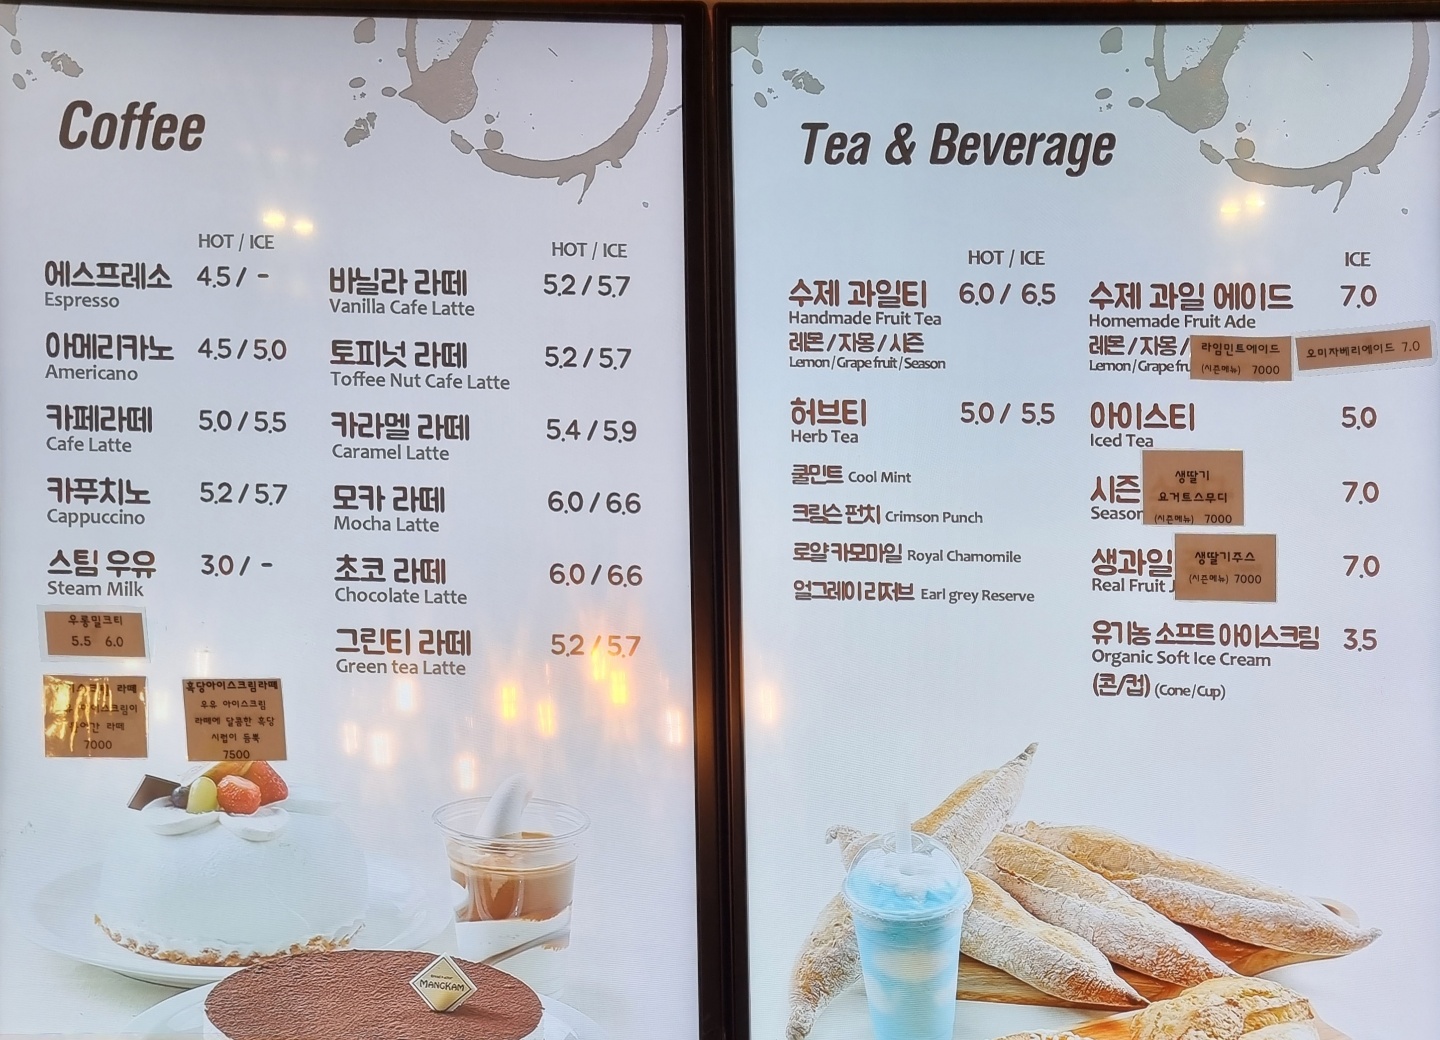 Coffee
HOT / ICE
에스프레소 4.5 / -
Espresso
아메리카노 4.5 / 5.0
Americano
카페라떼 5.0 / 5.5
Cafe Latte
카푸치노 5.2 / 5.7
Cappuccino
스팀 우유 3.0 / -
Steam Milk
우롱밀크티
5.5 6.0
라떼
아이스크림이
라떼
7000
흑당아이스크림라떼
우유 아이스크림
라떼에 달콤한 흑당
시럽이 듬뿍
7500
HOT / ICE
바닐라 라떼 5.2 / 5.7
Vanilla Cafe Latte
토피넛 라떼 5.2 / 5.7
Toffee Nut Cafe Latte
카라멜 라떼 5.4 / 5.9
Caramel Latte
모카 라떼 6.0 / 6.6
Mocha Latte
초코 라떼 6.0 / 6.6
Chocolate Latte
그린티 라떼 5.2 / 5.7
Green tea Latte
MANGKAM
Tea & Beverage
HOT / ICE
수제 과일티 6.0 / 6.5
Handmade Fruit Tea
레몬 / 자몽 / 시즌
Lemon / Grape fruit / Season
허브티 5.0 / 5.5
Herb Tea
쿨민트 Cool Mint
크림슨 펀치 Crimson Punch
로얄 카모마일 Royal Chamomile
얼그레이 리저브 Earl grey Reserve
ICE
수제 과일 에이드 7.0
Homemade Fruit Ade
레몬 / 자몽 /
Lemon / Grape fru
라임민트에이드
(시즌메뉴) 7000
오미자베리에이드 7.0
아이스티 5.0
Iced Tea
시즌 7.0
Season
생딸기
요거트스무디
(시즌메뉴) 7000
생과일 7.0
Real Fruit J
생딸기주스
(시즌메뉴) 7000
유기농 소프트 아이스크림 3.5
Organic Soft Ice Cream
(콘/컵) (Cone/Cup)